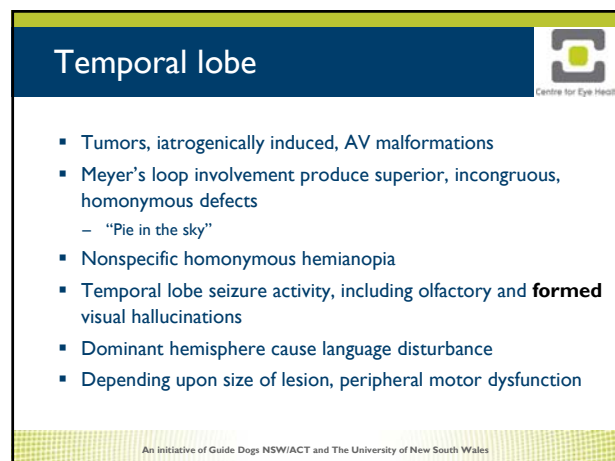 Temporal lobe
Centre for Eye Health
▪ Tumors, iatrogenically induced, AV malformations
▪ Meyer's loop involvement produce superior, incongruous,
homonymous defects
– "Pie in the sky"
▪ Nonspecific homonymous hemianopia
▪ Temporal lobe seizure activity, including olfactory and formed
visual hallucinations
▪ Dominant hemisphere cause language disturbance
▪ Depending upon size of lesion, peripheral motor dysfunction
An initiative of Guide Dogs NSW/ACT and The University of New South Wales